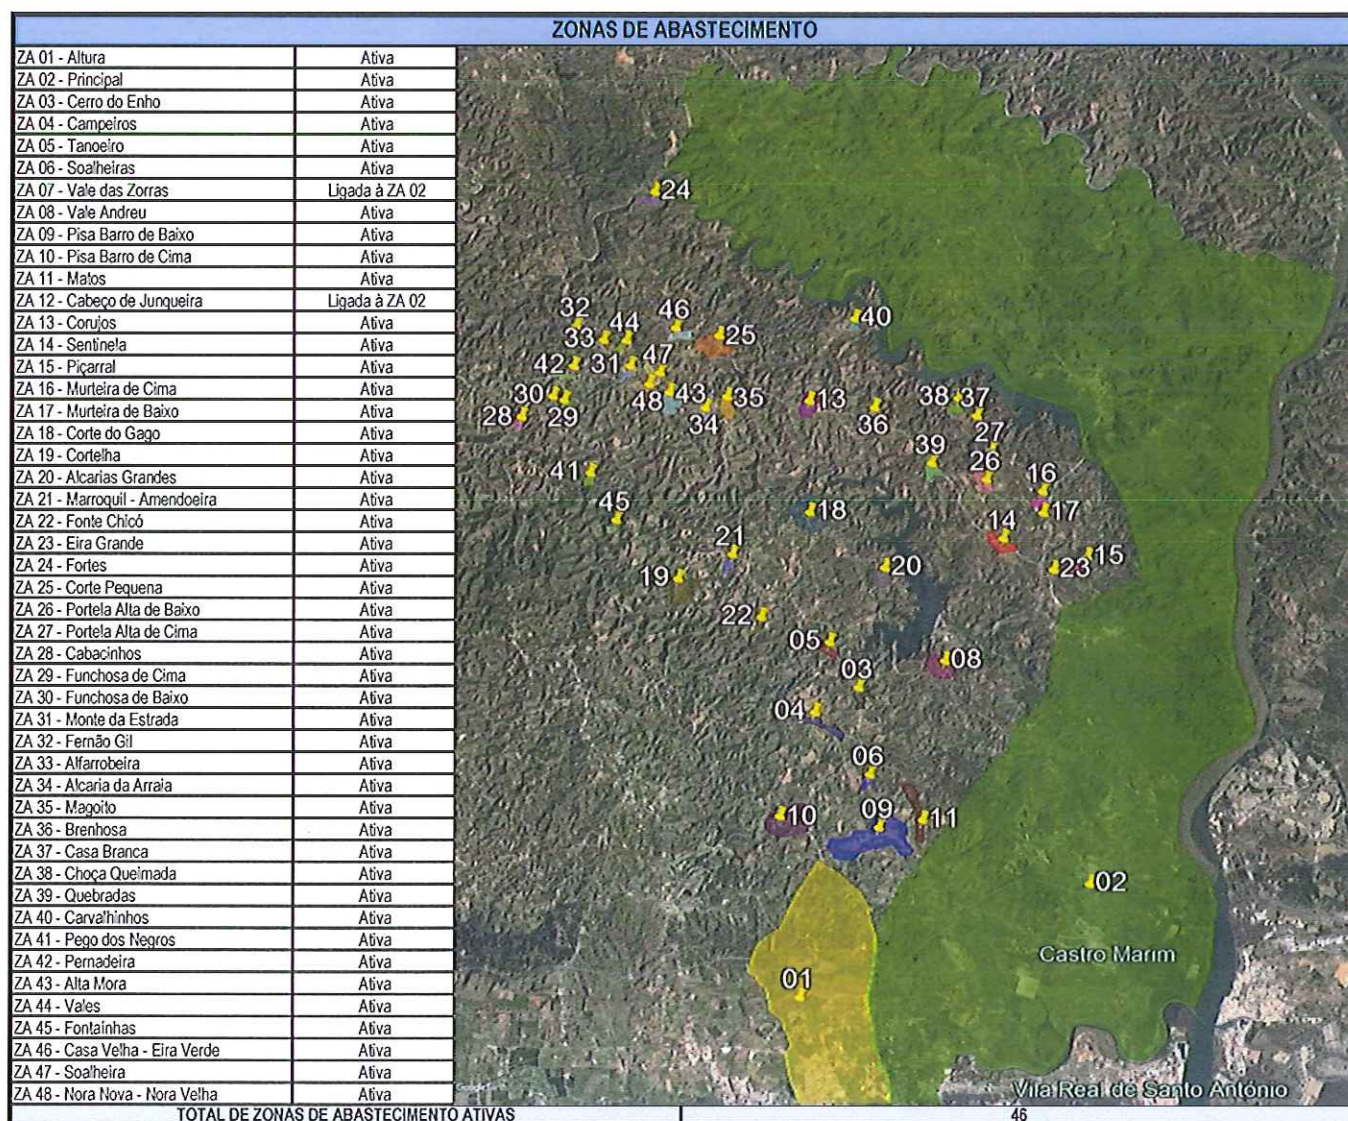 ZONAS DE ABASTECIMENTO
ZA 01 - Altura Ativa
ZA 02 - Principal Ativa
ZA 03 - Cerro do Enho Ativa
ZA 04 - Campeiros Ativa
ZA 05 - Tanoeiro Ativa
ZA 06 - Soalheiras Ativa
ZA 07 - Vale das Zorras Ligada à ZA 02
ZA 08 - Vale Andreu Ativa
ZA 09 - Pisa Barro de Baixo Ativa
ZA 10 - Pisa Barro de Cima Ativa
ZA 11 - Matos Ativa
ZA 12 - Cabeço de Junqueira Ligada à ZA 02
ZA 13 - Corujos Ativa
ZA 14 - Sentinela Ativa
ZA 15 - Piçarral Ativa
ZA 16 - Murteira de Cima Ativa
ZA 17 - Murteira de Baixo Ativa
ZA 18 - Corte do Gago Ativa
ZA 19 - Cortelha Ativa
ZA 20 - Alcarias Grandes Ativa
ZA 21 - Marroquil - Amendoeira Ativa
ZA 22 - Fonte Chicó Ativa
ZA 23 - Eira Grande Ativa
ZA 24 - Fortes Ativa
ZA 25 - Corte Pequena Ativa
ZA 26 - Portela Alta de Baixo Ativa
ZA 27 - Portela Alta de Cima Ativa
ZA 28 - Cabacinhos Ativa
ZA 29 - Funchosa de Cima Ativa
ZA 30 - Funchosa de Baixo Ativa
ZA 31 - Monte da Estrada Ativa
ZA 32 - Fernão Gil Ativa
ZA 33 - Alfarrobeira Ativa
ZA 34 - Alcaria da Arraia Ativa
ZA 35 - Magoito Ativa
ZA 36 - Brenhosa Ativa
ZA 37 - Casa Branca Ativa
ZA 38 - Choça Queimada Ativa
ZA 39 - Quebradas Ativa
ZA 40 - Carvalhinhos Ativa
ZA 41 - Pego dos Negros Ativa
ZA 42 - Pernadeira Ativa
ZA 43 - Alta Mora Ativa
ZA 44 - Vales Ativa
ZA 45 - Fontainhas Ativa
ZA 46 - Casa Velha - Eira Verde Ativa
ZA 47 - Soalheira Ativa
ZA 48 - Nora Nova - Nora Velha Ativa
24
32
46
40
33
44
25
42
31
47
30
29
48
43
35
13
38
37
28
34
36
27
39
26
41
16
45
18
17
14
21
15
19
20
23
22
05
08
03
04
06
10
09
11
02
Castro Marim
01
Vila Real de Santo António
TOTAL DE ZONAS DE ABASTECIMENTO ATIVAS 46